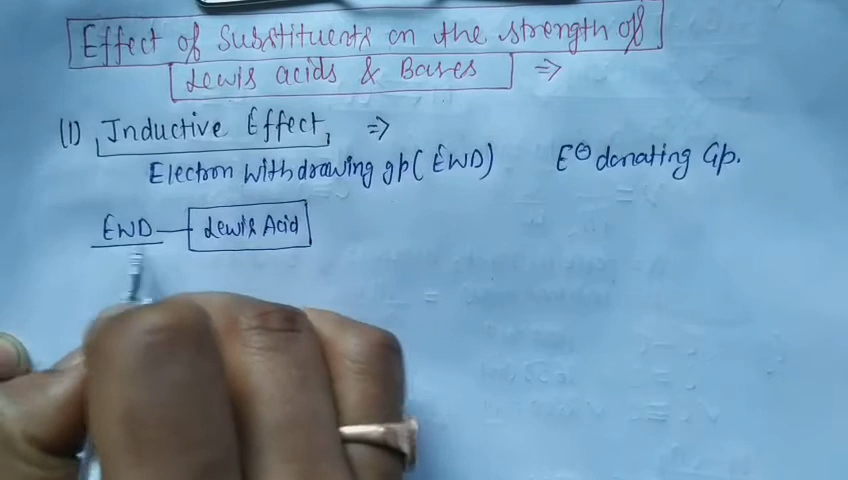 Effect of Substituents on the strength of
Lewis acids & Bases ⇒
(1) Inductive Effect, ⇒
Electron withdrawing gp (EWD) E⊖ donating Gp.
EWD — Lewis Acid